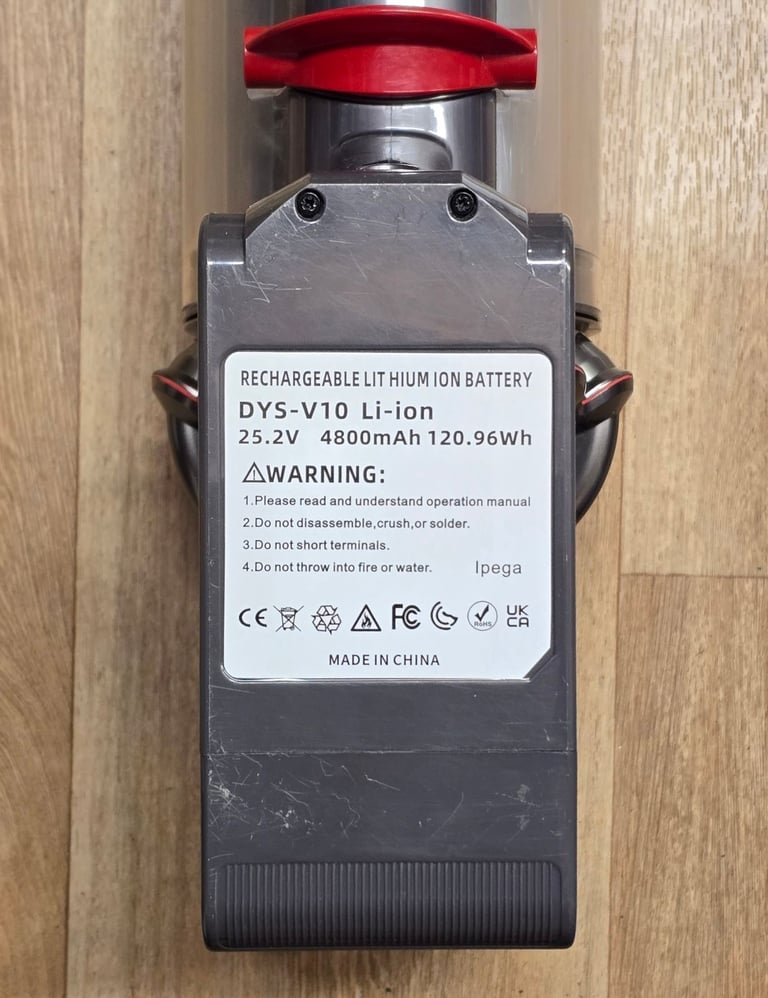 RECHARGEABLE LIT HIUM ION BATTERY
DYS-V10 Li-ion
25.2V 4800mAh 120.96Wh
⚠WARNING:
1.Please read and understand operation manual
2.Do not disassemble,crush,or solder.
3.Do not short terminals.
4.Do not throw into fire or water.
Ipega
CE FC RoHS UK CA
MADE IN CHINA